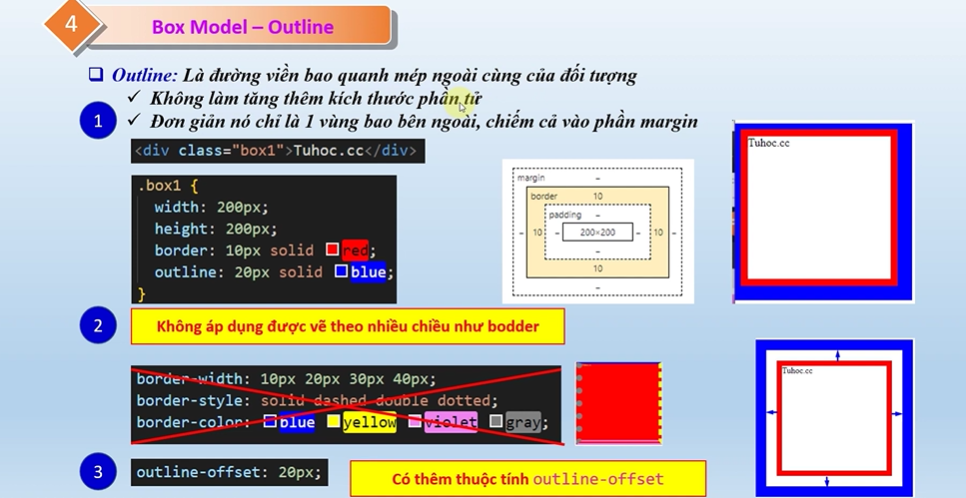 4
Box Model – Outline
Outline: Là đường viền bao quanh mép ngoài cùng của đối tượng
Không làm tăng thêm kích thước phần tử
1
Đơn giản nó chỉ là 1 vùng bao bên ngoài, chiếm cả vào phần margin
<div class="box1">Tuhoc.cc</div>
.box1 {
width: 200px;
height: 200px;
border: 10px solid red;
outline: 20px solid blue;
}
margin
-
border
10
padding
-
- 10 - 200×200 - 10 -
-
10
-
Tuhoc.cc
2
Không áp dụng được vẽ theo nhiều chiều như bodder
border-width: 10px 20px 30px 40px;
border-style: solid dashed double dotted;
border-color: blue yellow violet gray;
Tuhoc.cc
3
outline-offset: 20px;
Có thêm thuộc tính outline-offset